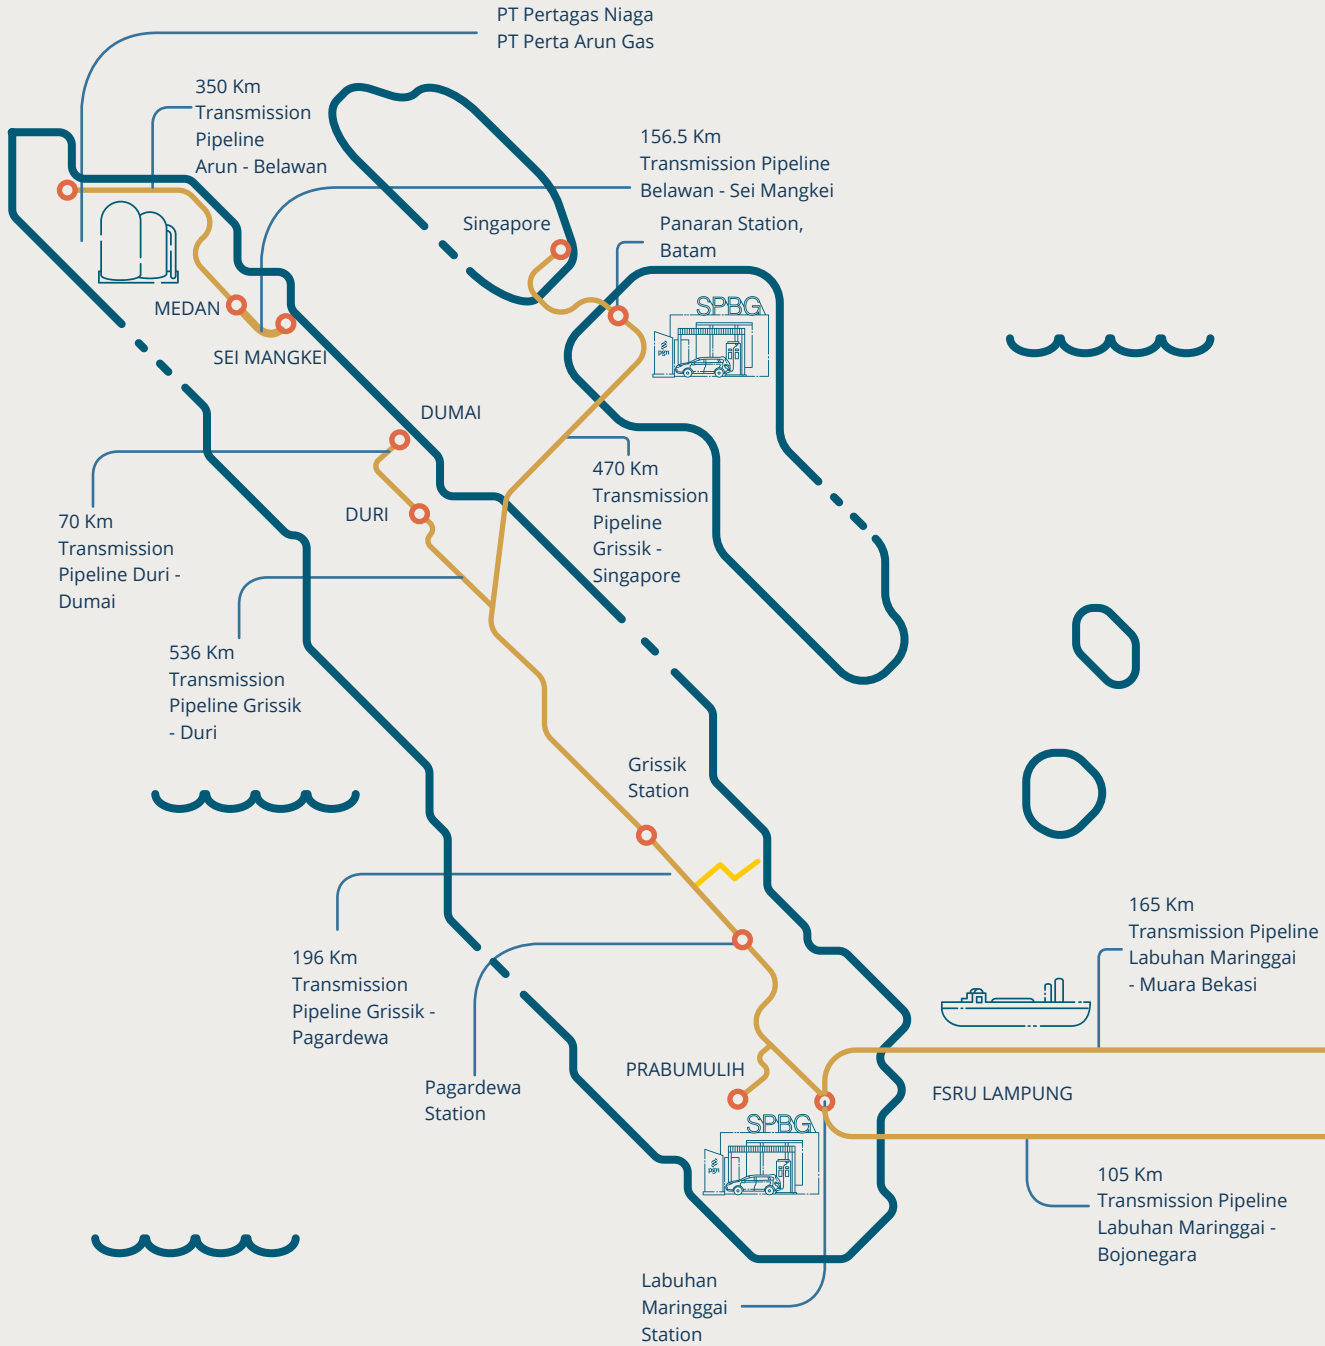 PT Pertagas Niaga
PT Perta Arun Gas
350 Km
Transmission
Pipeline
Arun - Belawan
156.5 Km
Transmission Pipeline
Belawan - Sei Mangkei
Singapore
Panaran Station,
Batam
SPBG
pgn
MEDAN
SEI MANGKEI
DUMAI
DURI
470 Km
Transmission
Pipeline
Grissik -
Singapore
70 Km
Transmission
Pipeline Duri -
Dumai
536 Km
Transmission
Pipeline Grissik
- Duri
Grissik
Station
196 Km
Transmission
Pipeline Grissik -
Pagardewa
165 Km
Transmission Pipeline
Labuhan Maringgai
- Muara Bekasi
Pagardewa
Station
PRABUMULIH
FSRU LAMPUNG
SPBG
pgn
105 Km
Transmission Pipeline
Labuhan Maringgai -
Bojonegara
Labuhan
Maringgai
Station